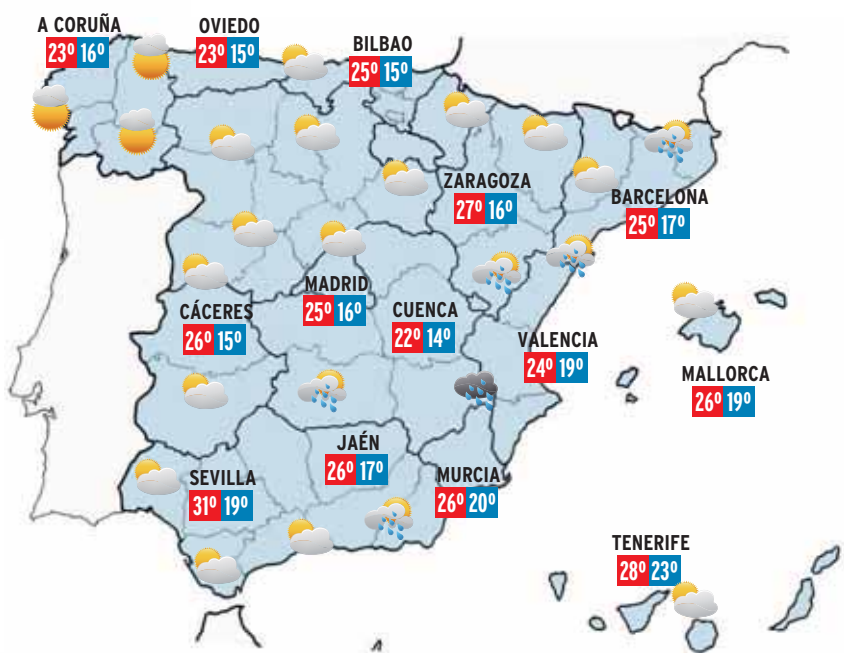 A CORUÑA
23º 16º
OVIEDO
23º 15º
BILBAO
25º 15º
ZARAGOZA
27º 16º
BARCELONA
25º 17º
MADRID
25º 16º
CÁCERES
26º 15º
CUENCA
22º 14º
VALENCIA
24º 19º
MALLORCA
26º 19º
JAÉN
26º 17º
SEVILLA
31º 19º
MURCIA
26º 20º
TENERIFE
28º 23º